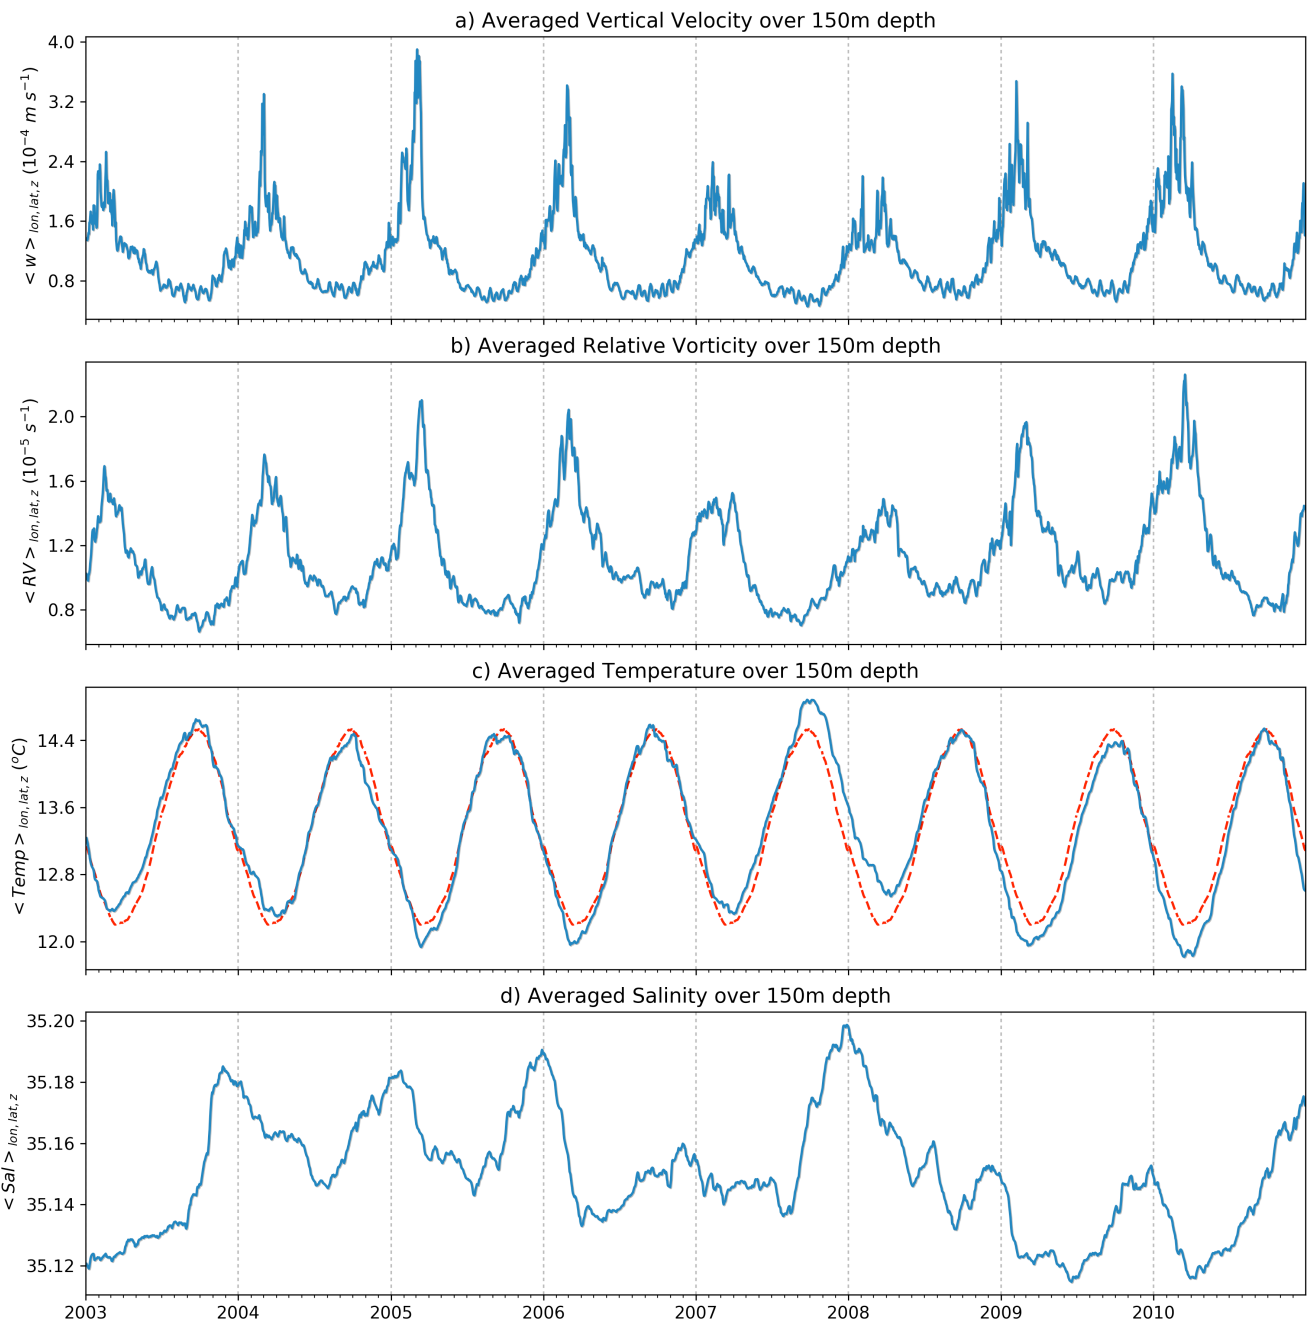 a) Averaged Vertical Velocity over 150m depth
< w > lon, lat, z (10⁻⁴ m s⁻¹)
4.0
3.2
2.4
1.6
0.8
b) Averaged Relative Vorticity over 150m depth
< RV > lon, lat, z (10⁻⁵ s⁻¹)
2.0
1.6
1.2
0.8
c) Averaged Temperature over 150m depth
< Temp > lon, lat, z (°C)
14.4
13.6
12.8
12.0
d) Averaged Salinity over 150m depth
< Sal > lon, lat, z
35.20
35.18
35.16
35.14
35.12
2003 2004 2005 2006 2007 2008 2009 2010